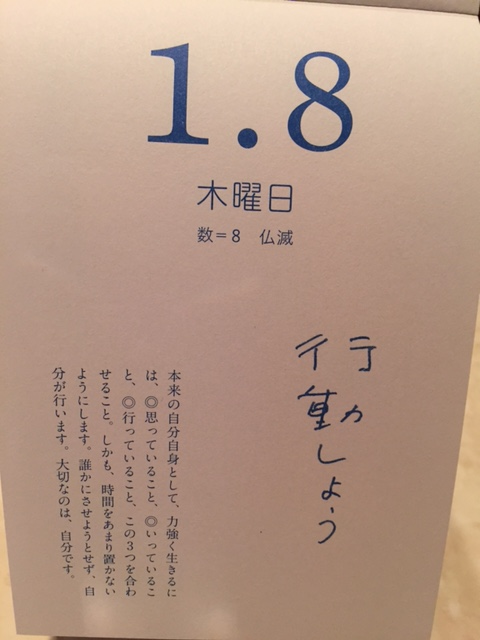 1.8
木曜日
数=8 仏滅
行動しよう
本来の自分自身として、力強く生きるに
は、◎思っていること、◎いっているこ
と、◎行っていること、この3つを合わ
せること。しかも、時間をあまり置かない
ようにします。誰かにさせようとせず、自
分が行います。大切なのは、自分です。